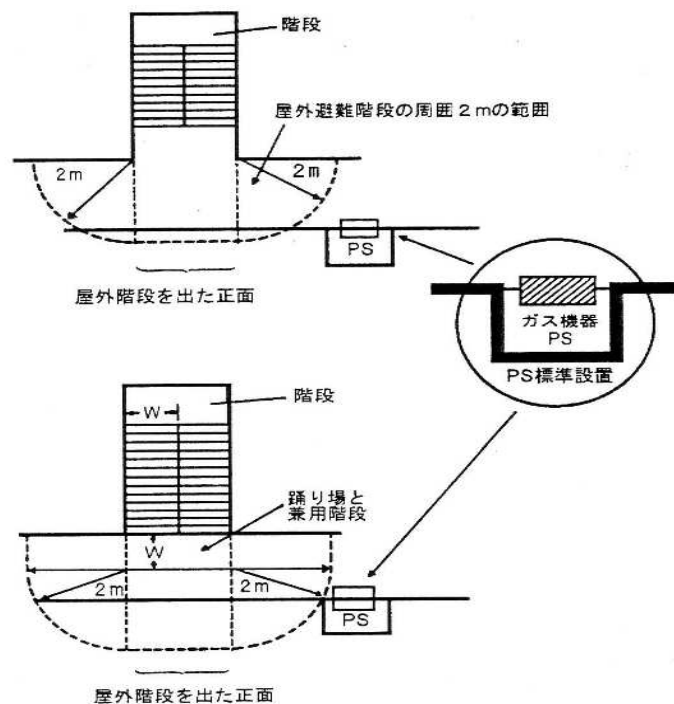 階段
屋外避難階段の周囲2mの範囲
2m
2m
PS
屋外階段を出た正面
ガス機器
PS
PS標準設置
階段
W
踊り場と
兼用階段
W
2m
2m
PS
屋外階段を出た正面